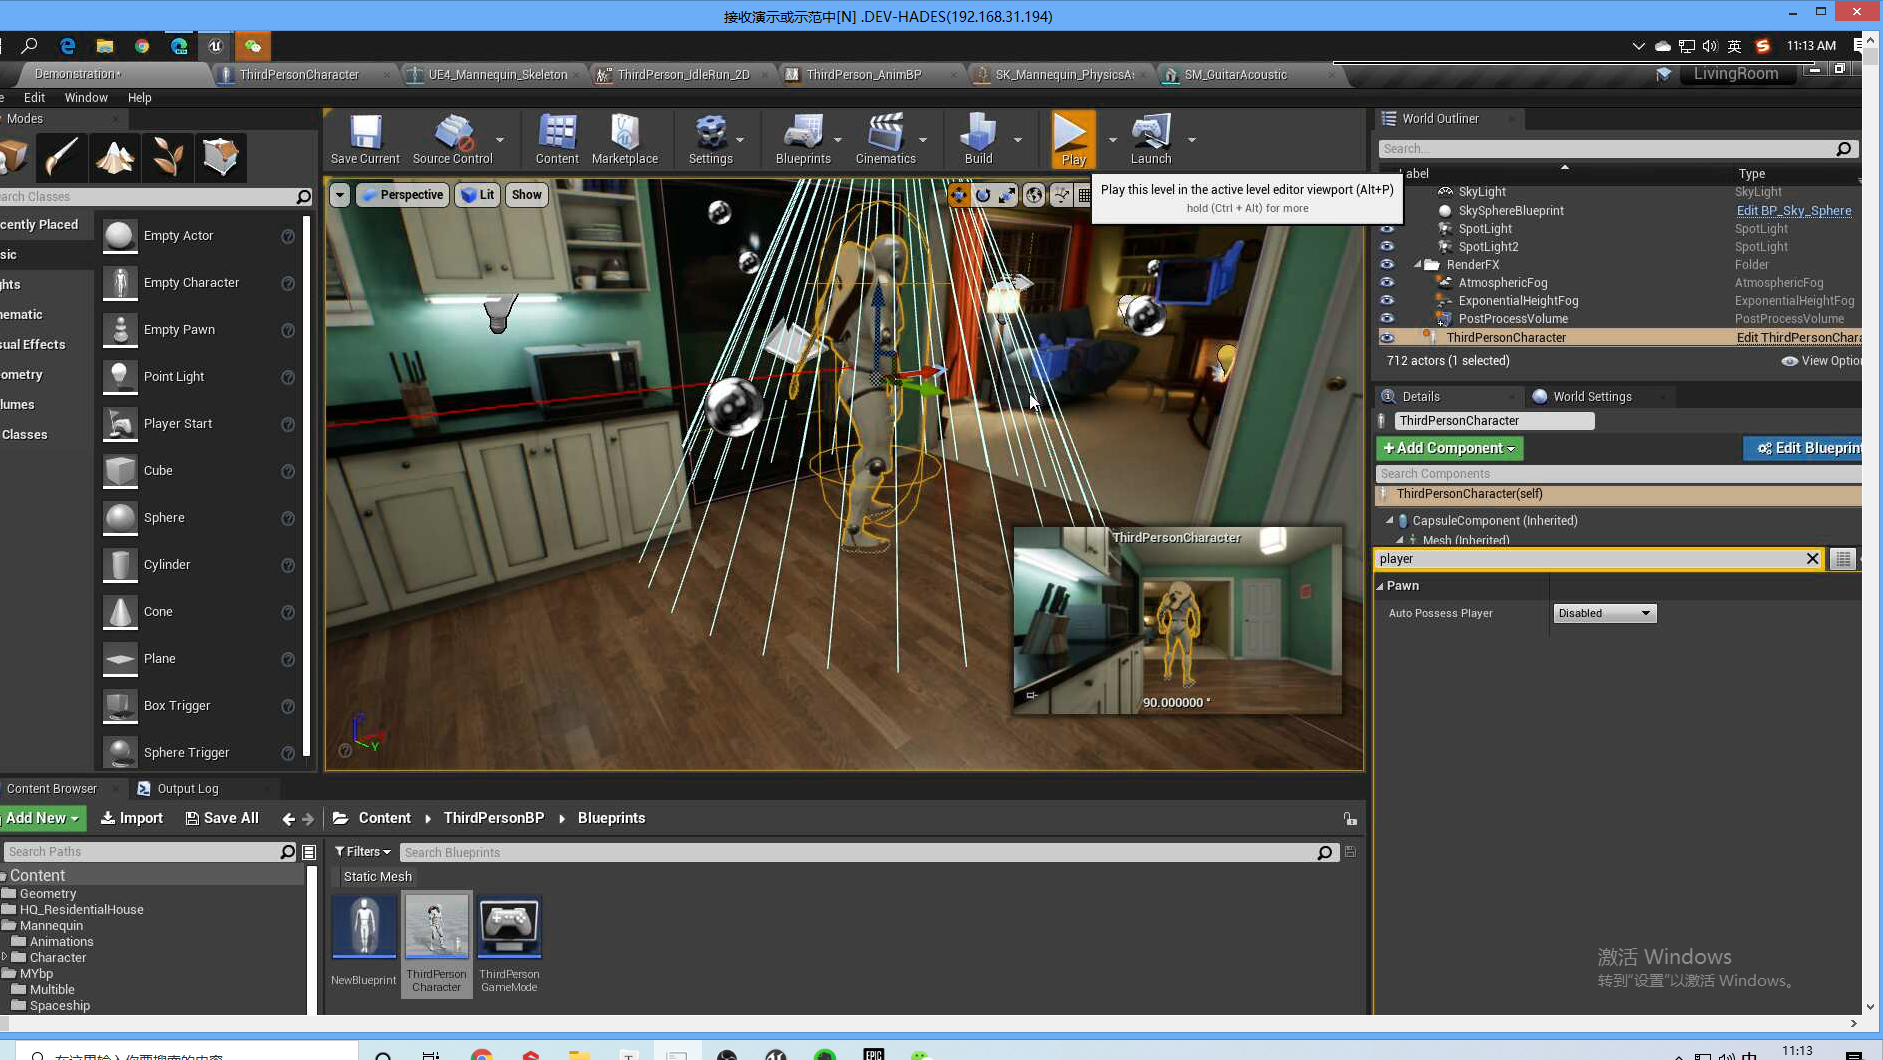 接收演示或示范中[N] .DEV-HADES(192.168.31.194)
英
11:13 AM
Demonstration*
ThirdPersonCharacter
UE4_Mannequin_Skeleton
ThirdPerson_IdleRun_2D
ThirdPerson_AnimBP
SK_Mannequin_PhysicsA
SM_GuitarAcoustic
LivingRoom
e Edit Window Help
Modes
Save Current
Source Control
Content
Marketplace
Settings
Blueprints
Cinematics
Build
Play
Launch
World Outliner
Search...
Label
Type
SkyLight
SkyLight
SkySphereBlueprint
Edit BP_Sky_Sphere
SpotLight
SpotLight
SpotLight2
SpotLight
RenderFX
Folder
AtmosphericFog
AtmosphericFog
ExponentialHeightFog
ExponentialHeightFog
PostProcessVolume
PostProcessVolume
ThirdPersonCharacter
Edit ThirdPersonChara
712 actors (1 selected)
View Optio
Play this level in the active level editor viewport (Alt+P)
hold (Ctrl + Alt) for more
Perspective
Lit
Show
arch Classes
cently Placed
sic
ghts
nematic
sual Effects
ometry
lumes
Classes
Empty Actor
Empty Character
Empty Pawn
Point Light
Player Start
Cube
Sphere
Cylinder
Cone
Plane
Box Trigger
Sphere Trigger
ThirdPersonCharacter
90.000000 °
Z
Y
Details
World Settings
ThirdPersonCharacter
+Add Component
Edit Blueprint
Search Components
ThirdPersonCharacter(self)
CapsuleComponent (Inherited)
Mesh (Inherited)
player
Pawn
Auto Possess Player
Disabled
Content Browser
Output Log
Add New
Import
Save All
Content
ThirdPersonBP
Blueprints
Search Paths
Filters
Search Blueprints
Static Mesh
Content
Geometry
HQ_ResidentialHouse
Mannequin
Animations
Character
MYbp
Multible
Spaceship
NewBlueprint
ThirdPerson
Character
ThirdPerson
GameMode
激活 Windows
转到"设置"以激活 Windows。
在这里输入你要搜索的内容
EPIC
中
11:13